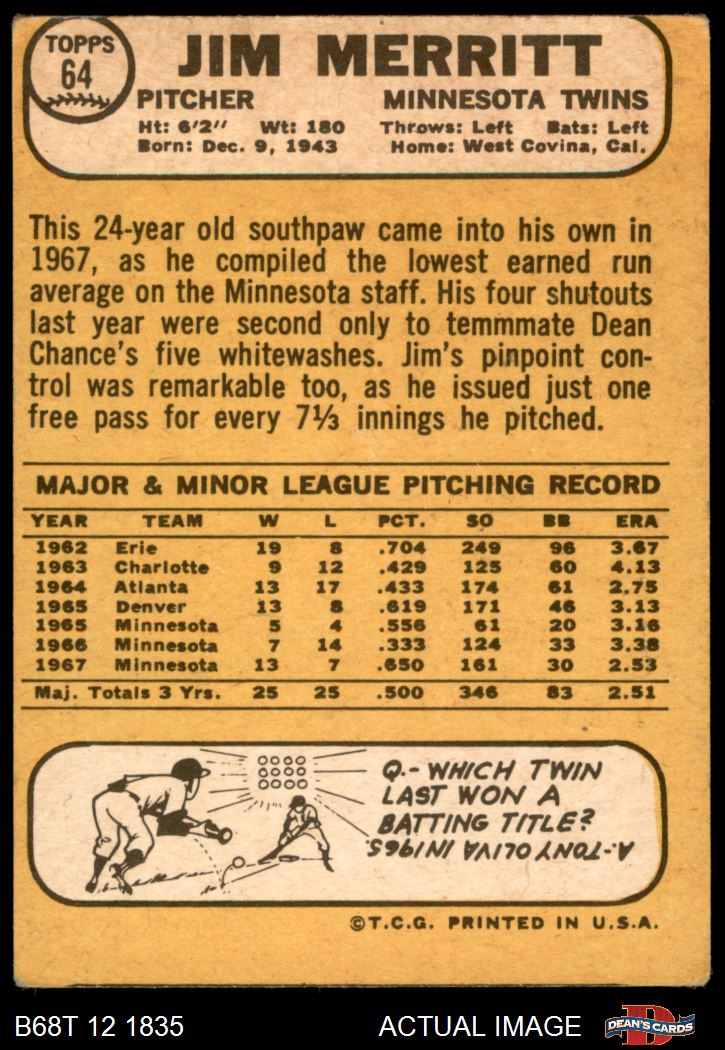 TOPPS
64
JIM MERRITT
PITCHER MINNESOTA TWINS
Ht: 6'2" Wt: 180 Throws: Left Bats: Left
Born: Dec. 9, 1943 Home: West Covina, Cal.
This 24-year old southpaw came into his own in
1967, as he compiled the lowest earned run
average on the Minnesota staff. His four shutouts
last year were second only to temmmate Dean
Chance's five whitewashes. Jim's pinpoint con-
trol was remarkable too, as he issued just one
free pass for every 7⅓ innings he pitched.
MAJOR & MINOR LEAGUE PITCHING RECORD
YEAR TEAM W L PCT. SO BB ERA
1962 Erie 19 8 .704 249 96 3.67
1963 Charlotte 9 12 .429 125 60 4.13
1964 Atlanta 13 17 .433 174 61 2.75
1965 Denver 13 8 .619 171 46 3.13
1965 Minnesota 5 4 .556 61 20 3.16
1966 Minnesota 7 14 .333 124 33 3.38
1967 Minnesota 13 7 .650 161 30 2.53
Maj. Totals 3 Yrs. 25 25 .500 346 83 2.51
Q.- WHICH TWIN
LAST WON A
BATTING TITLE?
A.-TONY OLIVA IN 1965
©T.C.G. PRINTED IN U.S.A.
B68T 12 1835 ACTUAL IMAGE
D
DEAN'S CARDS